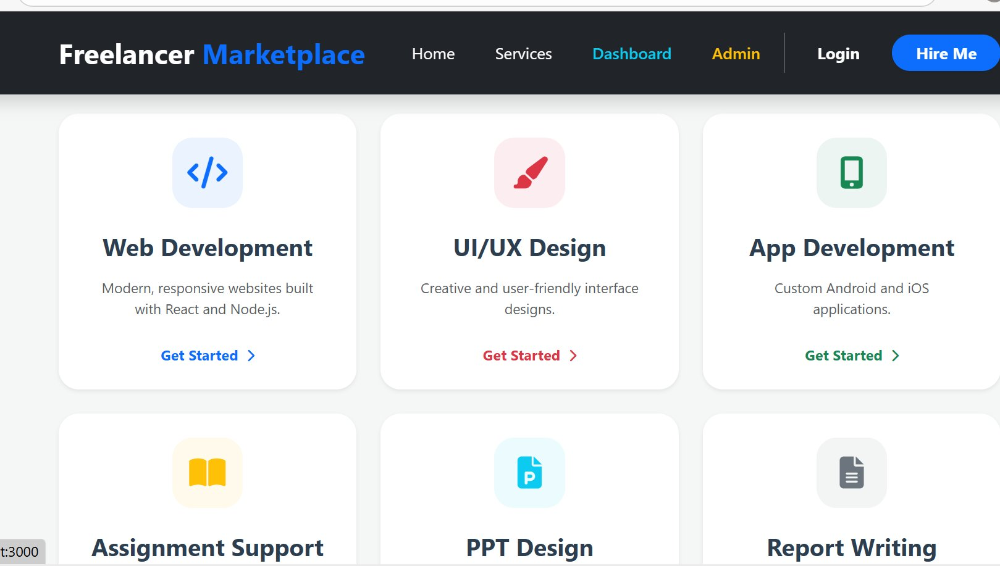 Freelancer Marketplace Home Services Dashboard Admin Login Hire Me
Web Development
Modern, responsive websites built
with React and Node.js.
Get Started
UI/UX Design
Creative and user-friendly interface
designs.
Get Started
App Development
Custom Android and iOS
applications.
Get Started
Assignment Support
P
PPT Design
Report Writing
t:3000